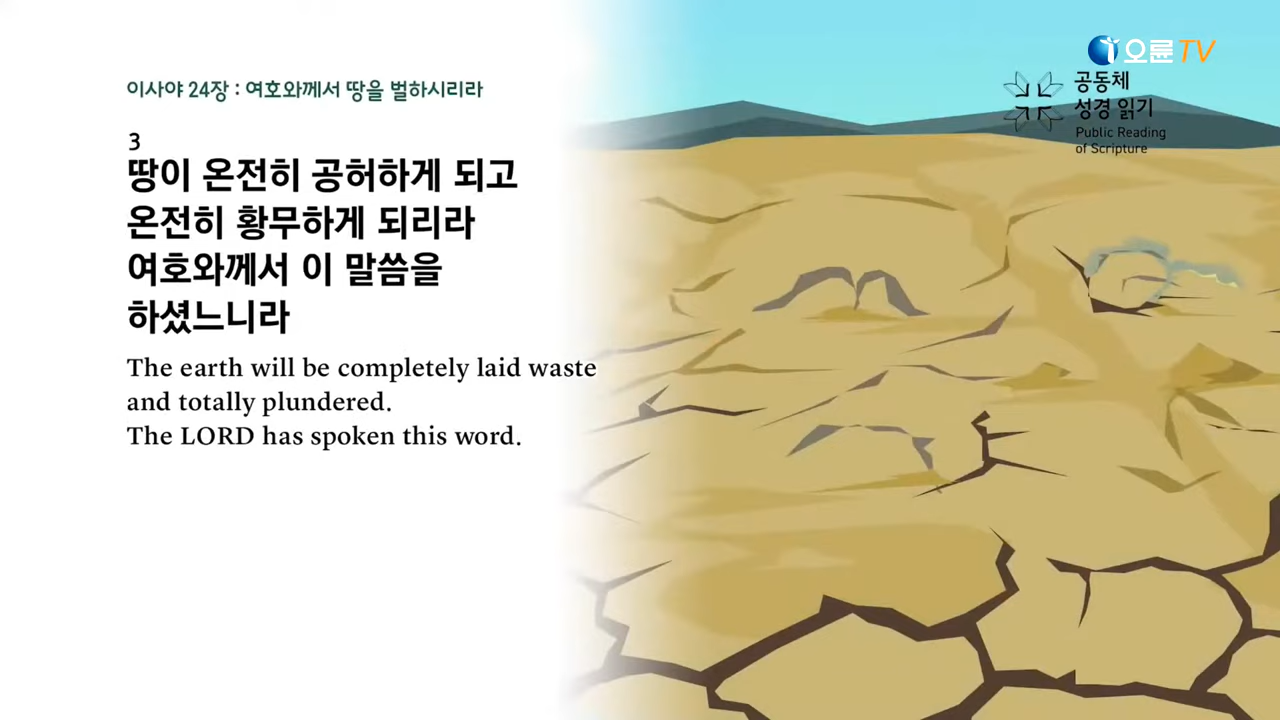 오륜TV
이사야 24장 : 여호와께서 땅을 벌하시리라
공동체
성경 읽기
Public Reading
of Scripture
3
땅이 온전히 공허하게 되고
온전히 황무하게 되리라
여호와께서 이 말씀을
하셨느니라
The earth will be completely laid waste
and totally plundered.
The LORD has spoken this word.